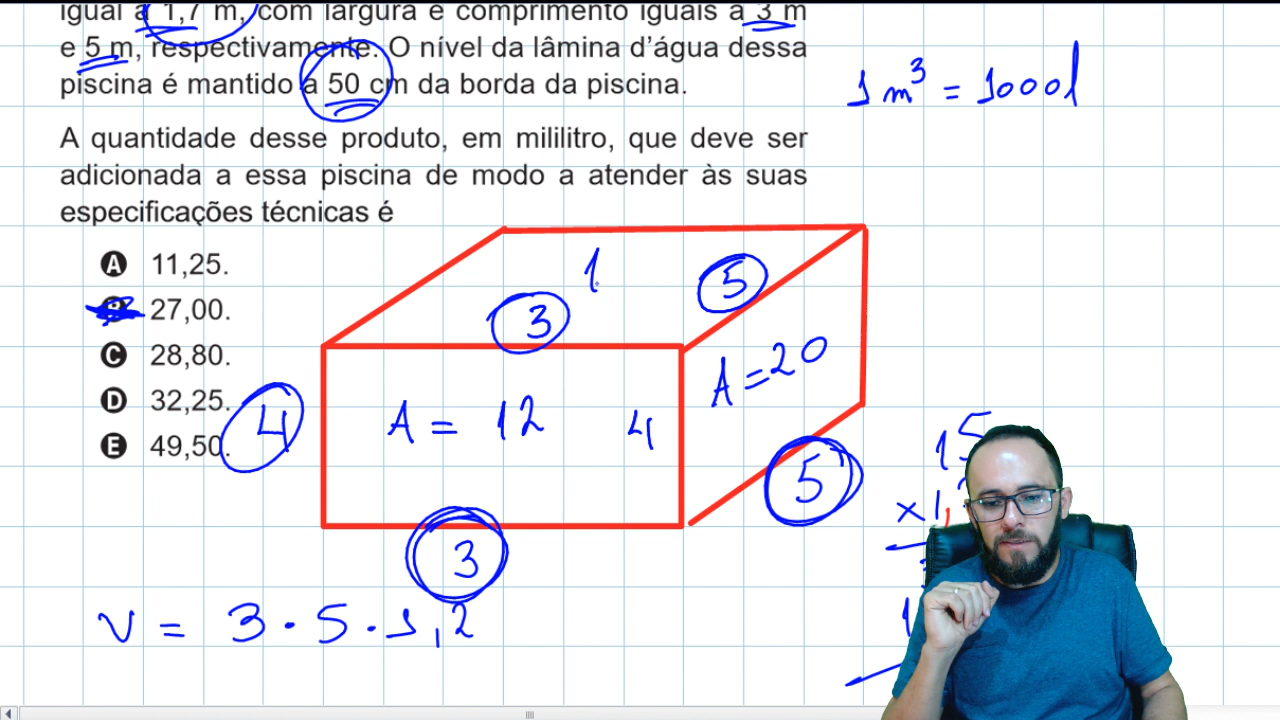 igual a 1,7 m, com largura e comprimento iguais a 3 m
e 5 m, respectivamente. O nível da lâmina d'água dessa
piscina é mantido a 50 cm da borda da piscina.
1 m³ = 1000l
A quantidade desse produto, em mililitro, que deve ser
adicionada a essa piscina de modo a atender às suas
especificações técnicas é
A 11,25.
27,00.
C 28,80.
D 32,25.
E 49,50.
1
5
3
A = 20
4
A = 12
4
5
3
15
x1,
V = 3 . 5 . 1,2